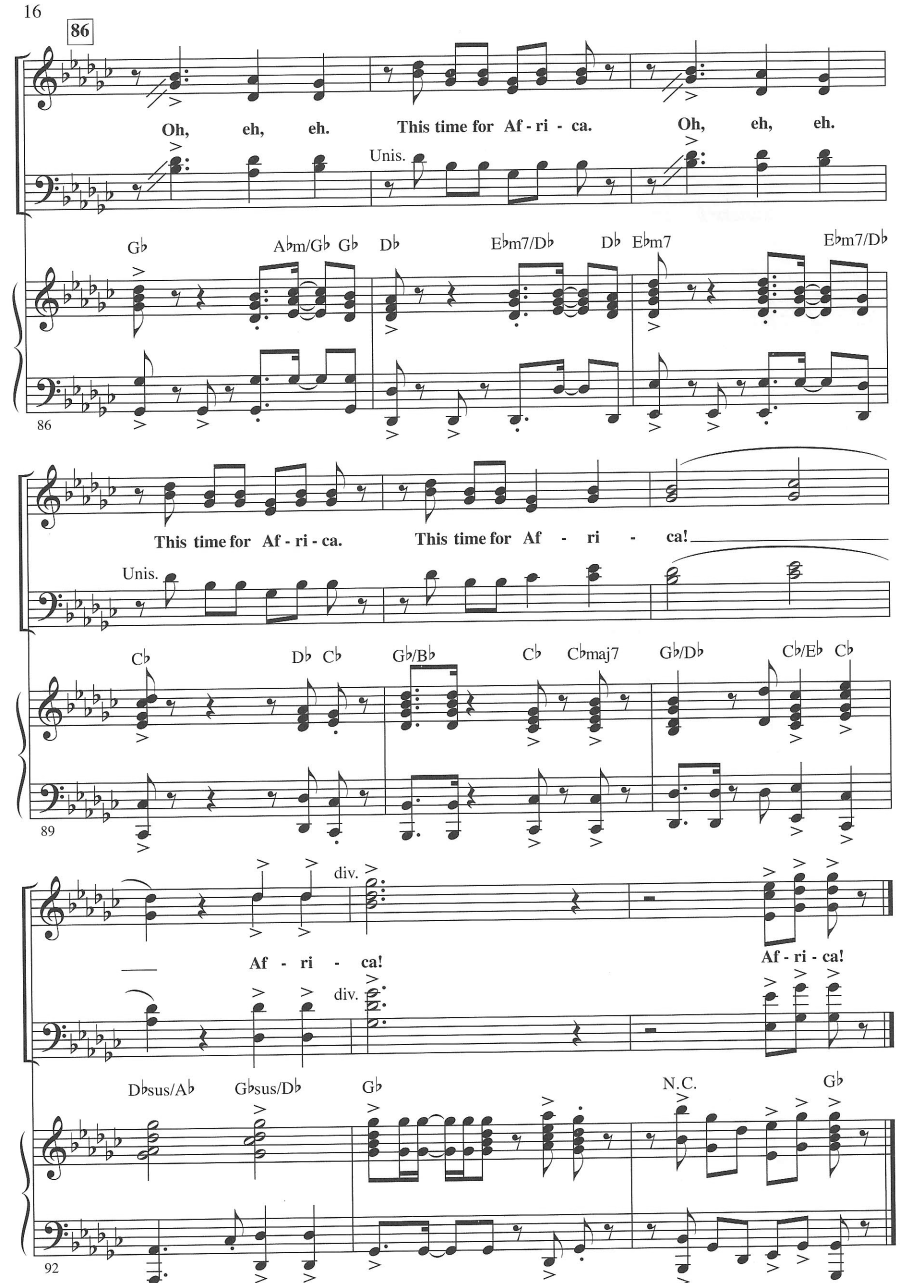 16
86
Oh, eh, eh. This time for Af - ri - ca. Oh, eh, eh.
Unis.
G♭ A♭m/G♭ G♭ D♭ E♭m7/D♭ D♭ E♭m7 E♭m7/D♭
86
This time for Af - ri - ca. This time for Af - ri - ca!
Unis.
C♭ D♭ C♭ G♭/B♭ C♭ C♭maj7 G♭/D♭ C♭/E♭ C♭
89
div.
Af - ri - ca! Af - ri - ca!
div.
D♭sus/A♭ G♭sus/D♭ G♭ N.C. G♭
92